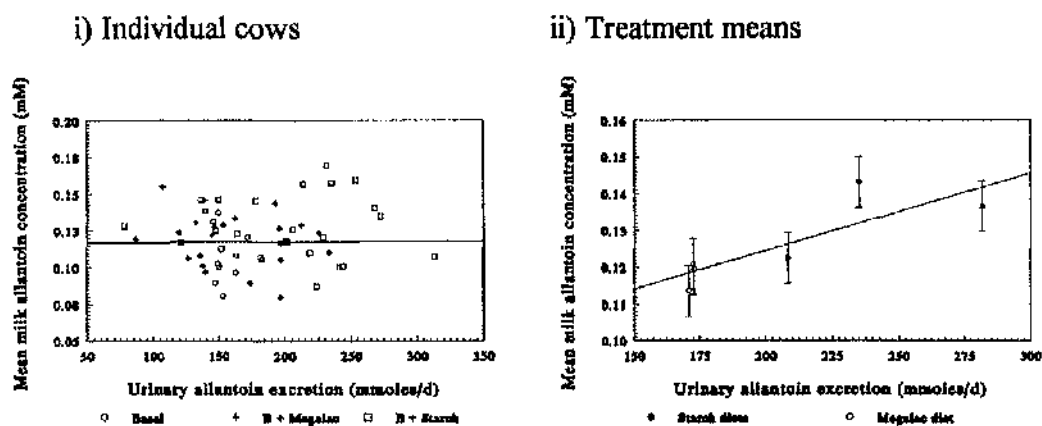 i) Individual cows
ii) Treatment means
Mean milk allantoin concentration (mM)
0.20
0.18
0.15
0.13
0.10
0.08
0.05
50
100
150
200
250
300
350
Urinary allantoin excretion (mmoles/d)
Basal
B + Megalac
B + Starch
Mean milk allantoin concentration (mM)
0.16
0.15
0.14
0.13
0.12
0.11
0.10
150
175
200
225
250
275
300
Urinary allantoin excretion (mmoles/d)
Starch diets
Megalac diet